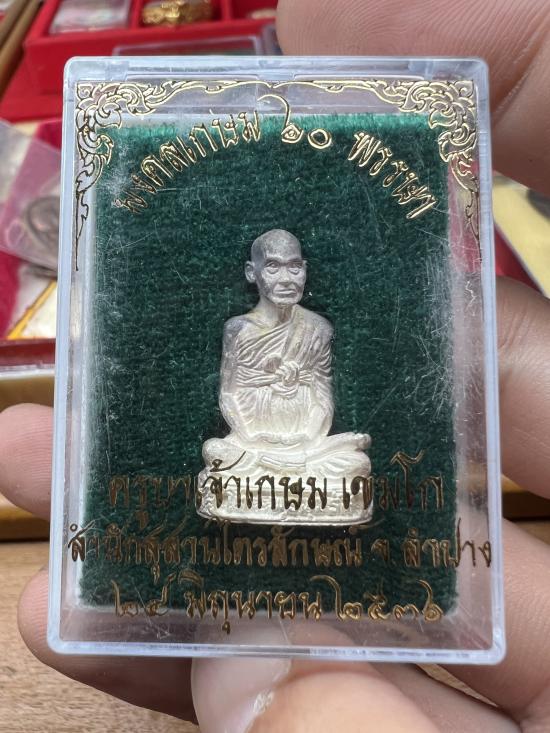 มงคลเกษม ๖๐ พรรษา
ครูบาเจ้าเกษม เขมโก
สำนักสุสานไตรลักษณ์ จ. ลำปาง
มิถุนายน ๒๕๓๖